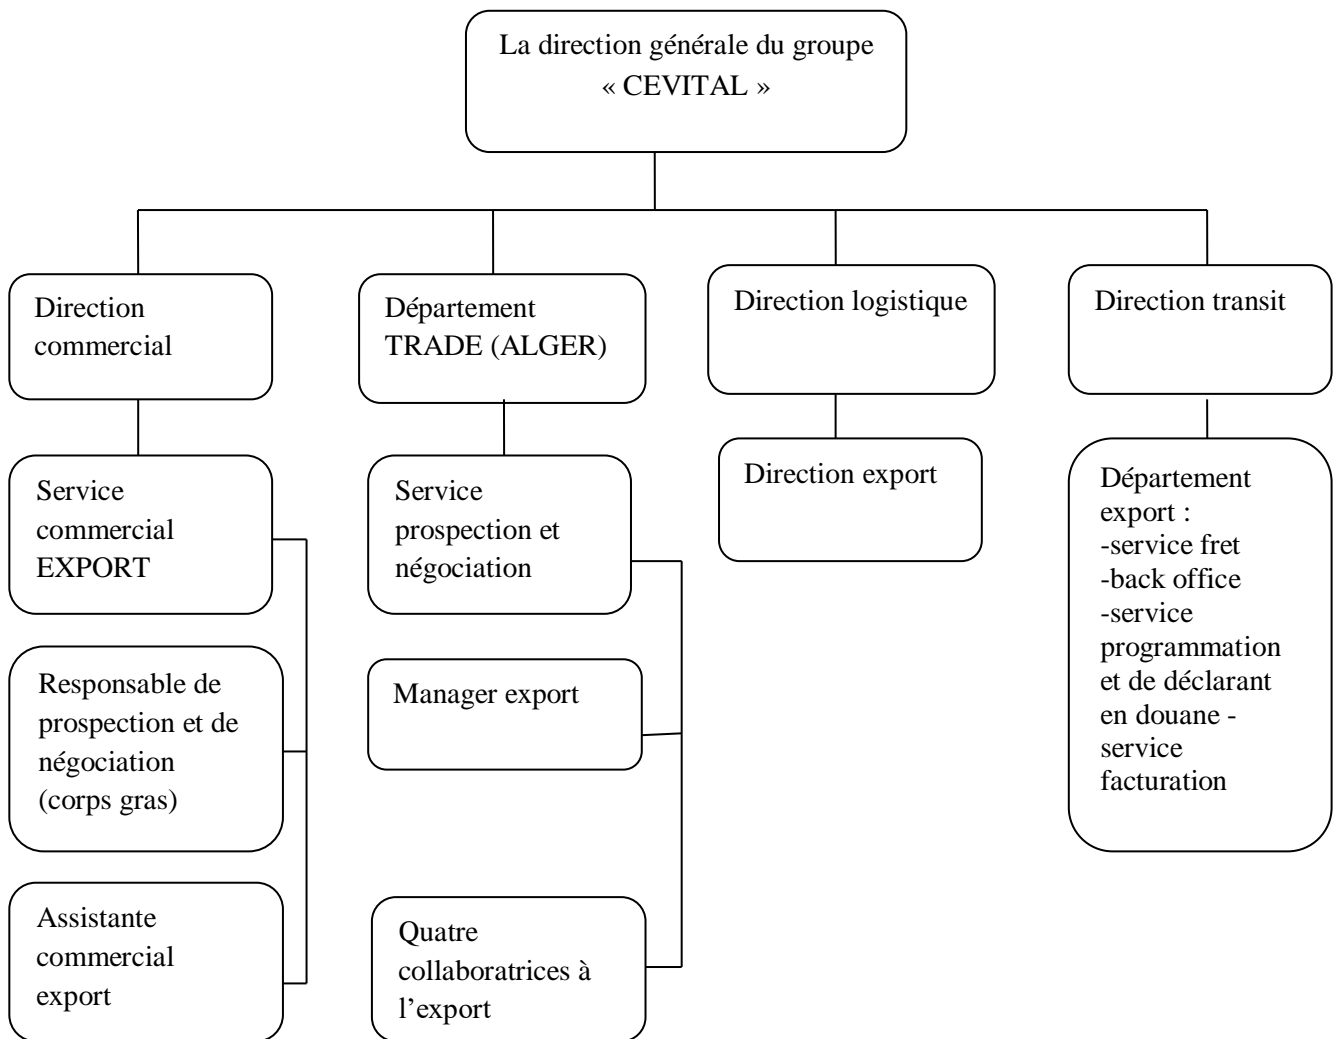 La direction générale du groupe
« CEVITAL »
Direction
commercial
Département
TRADE (ALGER)
Direction logistique
Direction transit
Service
commercial
EXPORT
Service
prospection et
négociation
Direction export
Département
export :
-service fret
-back office
-service
programmation
et de déclarant
en douane -
service
facturation
Responsable de
prospection et de
négociation
(corps gras)
Manager export
Assistante
commercial
export
Quatre
collaboratrices à
l’export